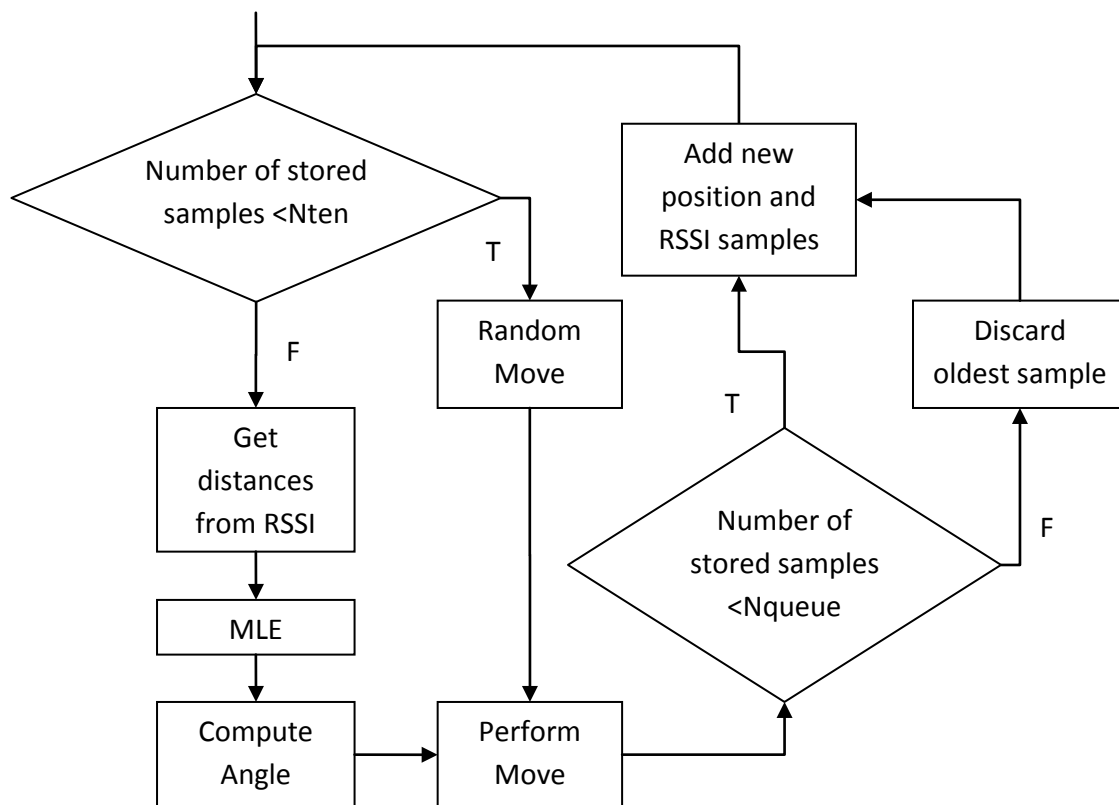 Number of stored
samples <Nten
T
F
Random
Move
Get
distances
from RSSI
MLE
Compute
Angle
Perform
Move
Add new
position and
RSSI samples
Discard
oldest sample
T
Number of
stored samples
<Nqueue
F